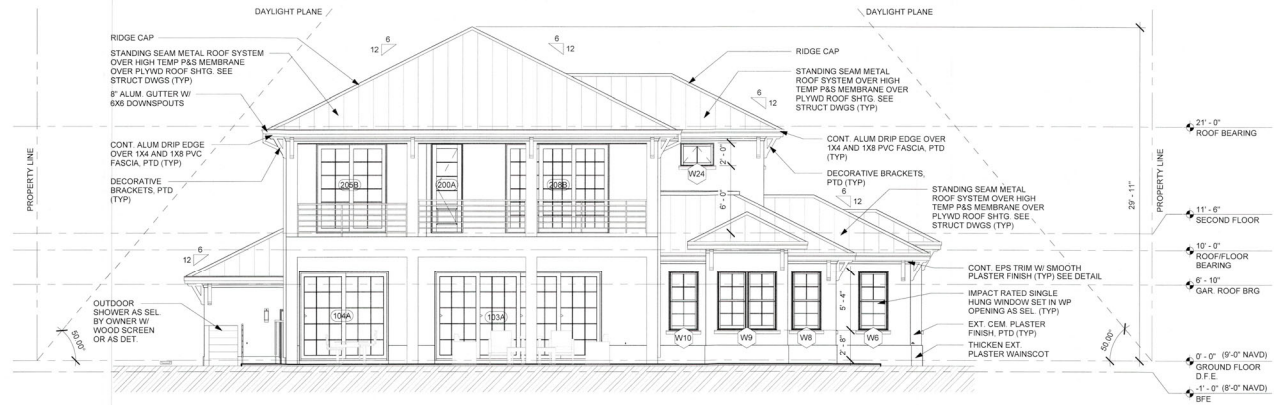 DAYLIGHT PLANE
DAYLIGHT PLANE
RIDGE CAP
STANDING SEAM METAL ROOF SYSTEM
OVER HIGH TEMP P&S MEMBRANE
OVER PLYWD ROOF SHTG. SEE
STRUCT DWGS (TYP)
8" ALUM. GUTTER W/
6X6 DOWNSPOUTS
CONT. ALUM DRIP EDGE
OVER 1X4 AND 1X8 PVC
FASCIA, PTD (TYP)
DECORATIVE
BRACKETS, PTD
(TYP)
PROPERTY LINE
OUTDOOR
SHOWER AS SEL.
BY OWNER W/
WOOD SCREEN
OR AS DET.
50.00°
6
12
6
12
6
12
6
12
6
12
205B
200A
208B
104A
103A
W24
W10
W9
W8
W6
2' - 0"
6' - 0"
5' - 4"
2' - 8"
RIDGE CAP
STANDING SEAM METAL
ROOF SYSTEM OVER HIGH
TEMP P&S MEMBRANE OVER
PLYWD ROOF SHTG. SEE
STRUCT DWGS (TYP)
CONT. ALUM DRIP EDGE OVER
1X4 AND 1X8 PVC FASCIA, PTD
(TYP)
DECORATIVE BRACKETS,
PTD (TYP)
STANDING SEAM METAL
ROOF SYSTEM OVER HIGH
TEMP P&S MEMBRANE OVER
PLYWD ROOF SHTG. SEE
STRUCT DWGS (TYP)
CONT. EPS TRIM W/ SMOOTH
PLASTER FINISH (TYP) SEE DETAIL
IMPACT RATED SINGLE
HUNG WINDOW SET IN WP
OPENING AS SEL. (TYP)
EXT. CEM. PLASTER
FINISH, PTD (TYP)
THICKEN EXT.
PLASTER WAINSCOT
50.00°
29' - 11"
PROPERTY LINE
21' - 0"
ROOF BEARING
11' - 6"
SECOND FLOOR
10' - 0"
ROOF/FLOOR
BEARING
6' - 10"
GAR. ROOF BRG
0' - 0" (9'-0" NAVD)
GROUND FLOOR
D.F.E.
-1' - 0" (8'-0" NAVD)
BFE